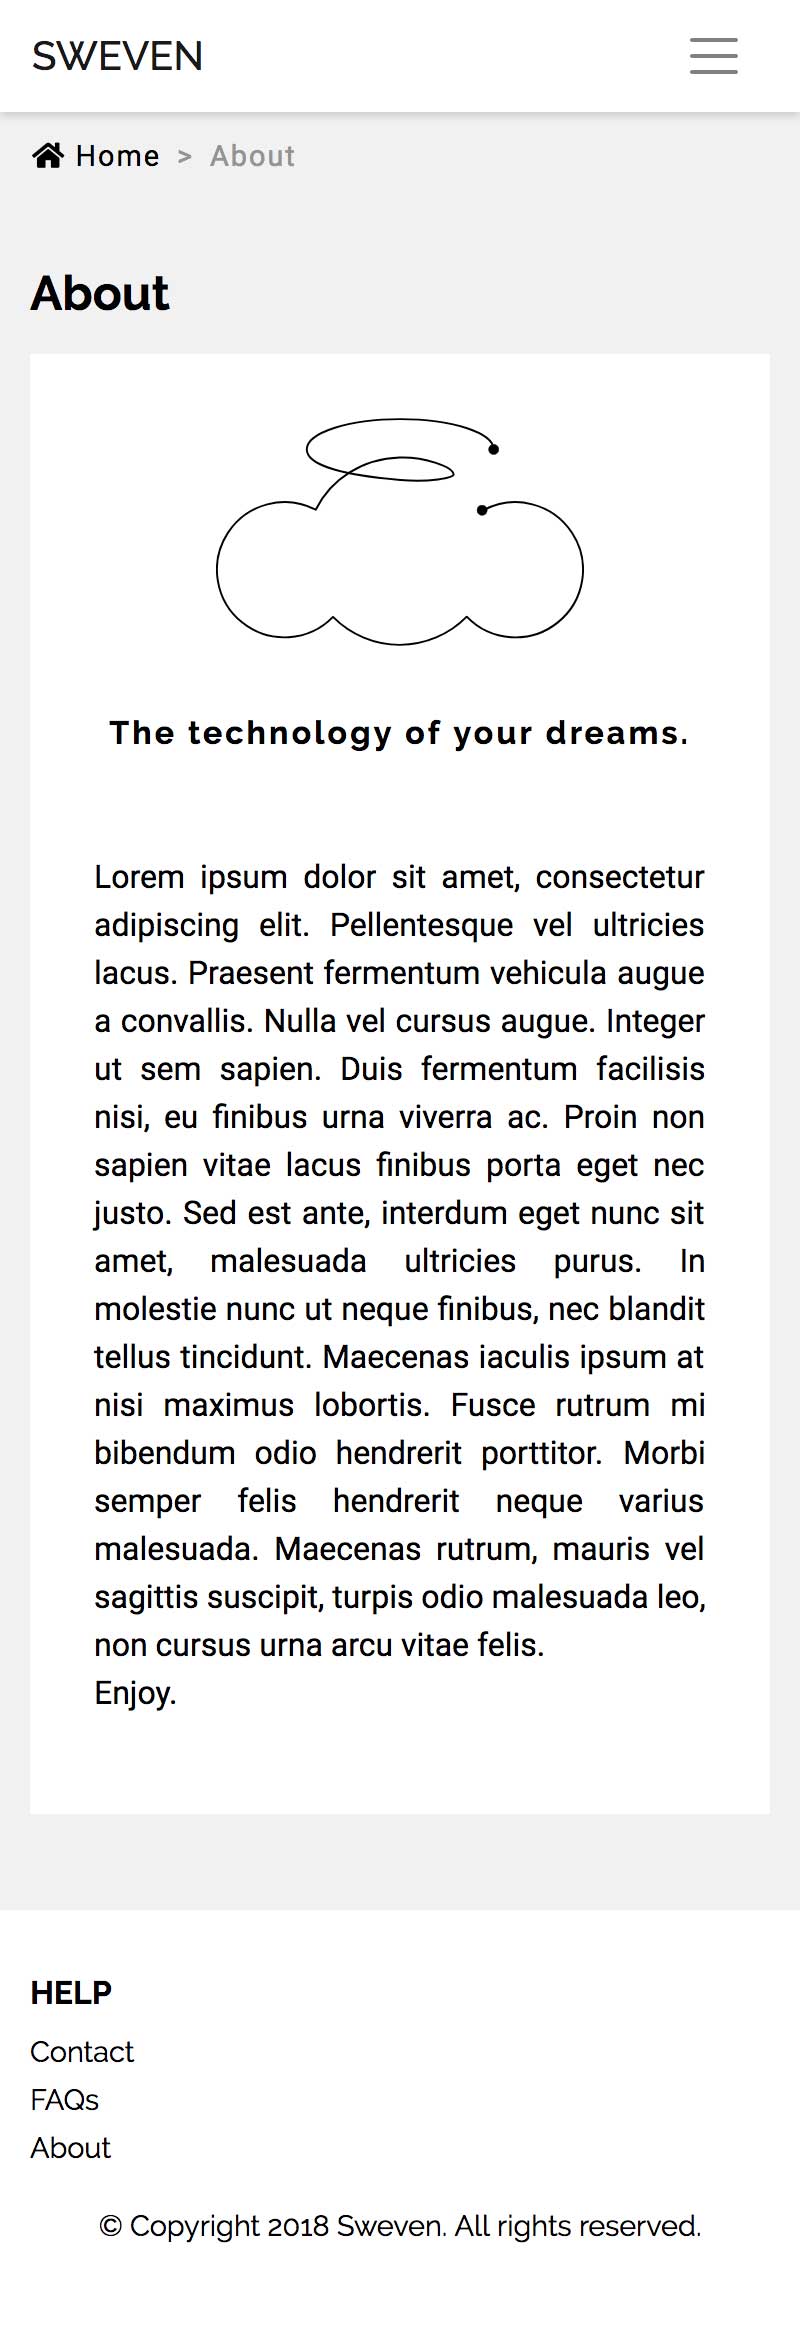 SWEVEN
Home > About
About
The technology of your dreams.
Lorem ipsum dolor sit amet, consectetur
adipiscing elit. Pellentesque vel ultricies
lacus. Praesent fermentum vehicula augue
a convallis. Nulla vel cursus augue. Integer
ut sem sapien. Duis fermentum facilisis
nisi, eu finibus urna viverra ac. Proin non
sapien vitae lacus finibus porta eget nec
justo. Sed est ante, interdum eget nunc sit
amet, malesuada ultricies purus. In
molestie nunc ut neque finibus, nec blandit
tellus tincidunt. Maecenas iaculis ipsum at
nisi maximus lobortis. Fusce rutrum mi
bibendum odio hendrerit porttitor. Morbi
semper felis hendrerit neque varius
malesuada. Maecenas rutrum, mauris vel
sagittis suscipit, turpis odio malesuada leo,
non cursus urna arcu vitae felis.
Enjoy.
HELP
Contact
FAQs
About
© Copyright 2018 Sweven. All rights reserved.